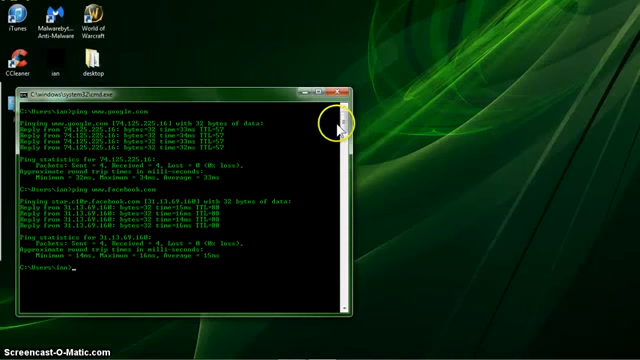 iTunes
Malwarebyt...
Anti-Malware
World of
Warcraft
CCleaner
ian
desktop
C:\windows\system32\cmd.exe
C:\Users\ian>ping www.google.com
Pinging www.google.com [74.125.225.16] with 32 bytes of data:
Reply from 74.125.225.16: bytes=32 time=33ms TTL=57
Reply from 74.125.225.16: bytes=32 time=34ms TTL=57
Reply from 74.125.225.16: bytes=32 time=33ms TTL=57
Reply from 74.125.225.16: bytes=32 time=32ms TTL=57
Ping statistics for 74.125.225.16:
Packets: Sent = 4, Received = 4, Lost = 0 (0% loss),
Approximate round trip times in milli-seconds:
Minimum = 32ms, Maximum = 34ms, Average = 33ms
C:\Users\ian>ping www.facebook.com
Pinging star.c10r.facebook.com [31.13.69.160] with 32 bytes of data:
Reply from 31.13.69.160: bytes=32 time=15ms TTL=88
Reply from 31.13.69.160: bytes=32 time=16ms TTL=88
Reply from 31.13.69.160: bytes=32 time=14ms TTL=88
Reply from 31.13.69.160: bytes=32 time=16ms TTL=88
Ping statistics for 31.13.69.160:
Packets: Sent = 4, Received = 4, Lost = 0 (0% loss),
Approximate round trip times in milli-seconds:
Minimum = 14ms, Maximum = 16ms, Average = 15ms
C:\Users\ian>_
Screencast-O-Matic.com